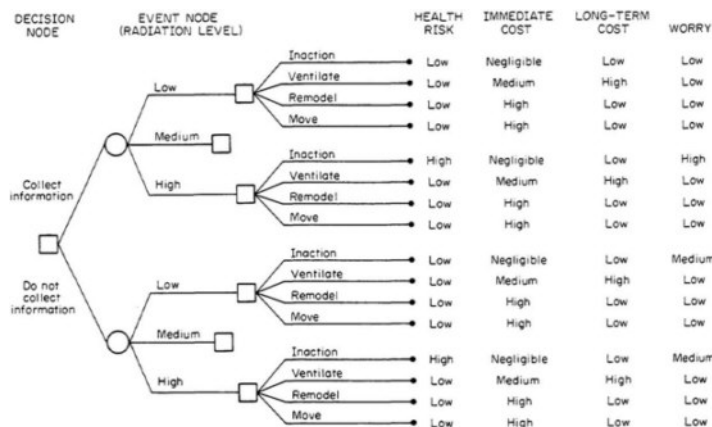 DECISION NODE EVENT NODE (RADIATION LEVEL) HEALTH RISK IMMEDIATE COST LONG-TERM COST WORRY
Inaction Low Negligible Low Low
Ventilate Low Medium High Low
Low Remodel Low High Low Low
Move Low High Low Low
Medium
Inaction High Negligible Low High
High Ventilate Low Medium High Low
Collect information Remodel Low High Low Low
Move Low High Low Low
Inaction Low Negligible Low Medium
Do not collect information Low Ventilate Low Medium High Low
Remodel Low High Low Low
Move Low High Low Low
Medium
Inaction High Negligible Low Medium
High Ventilate Low Medium High Low
Remodel Low High Low Low
Move Low High Low Low